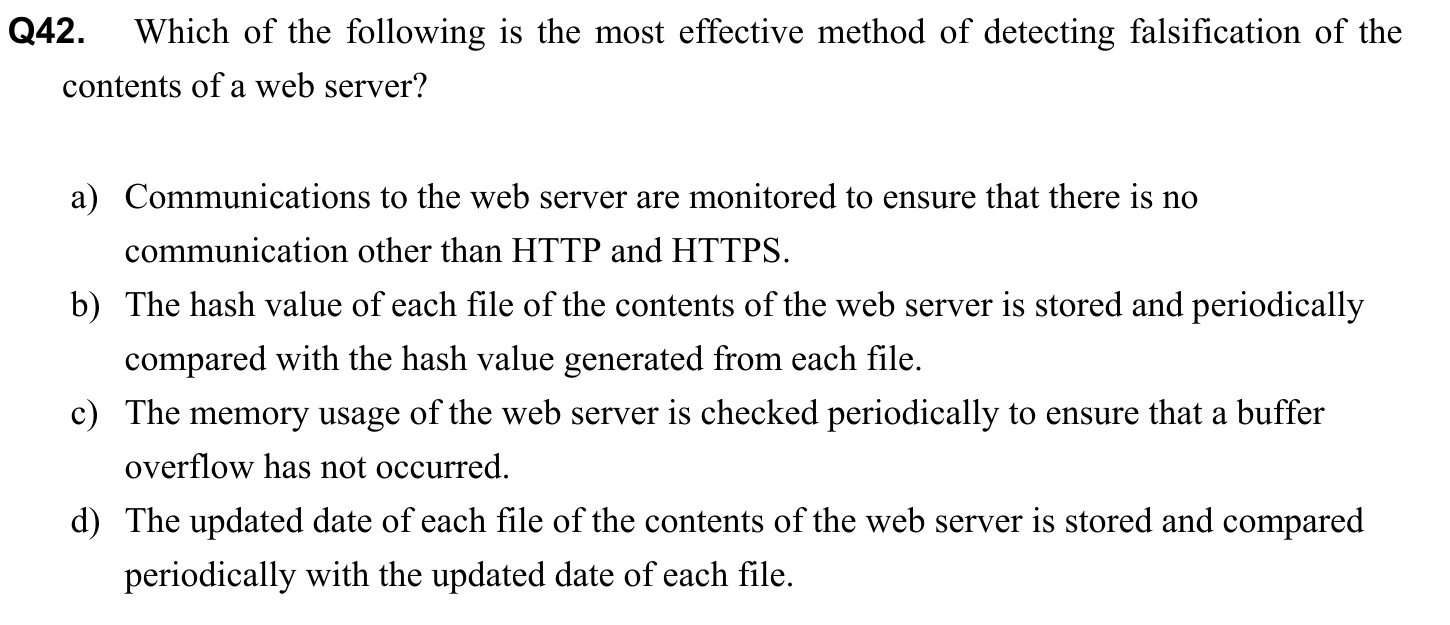 Q42. Which of the following is the most effective method of detecting falsification of the
contents of a web server?
a) Communications to the web server are monitored to ensure that there is no
communication other than HTTP and HTTPS.
b) The hash value of each file of the contents of the web server is stored and periodically
compared with the hash value generated from each file.
c) The memory usage of the web server is checked periodically to ensure that a buffer
overflow has not occurred.
d) The updated date of each file of the contents of the web server is stored and compared
periodically with the updated date of each file.